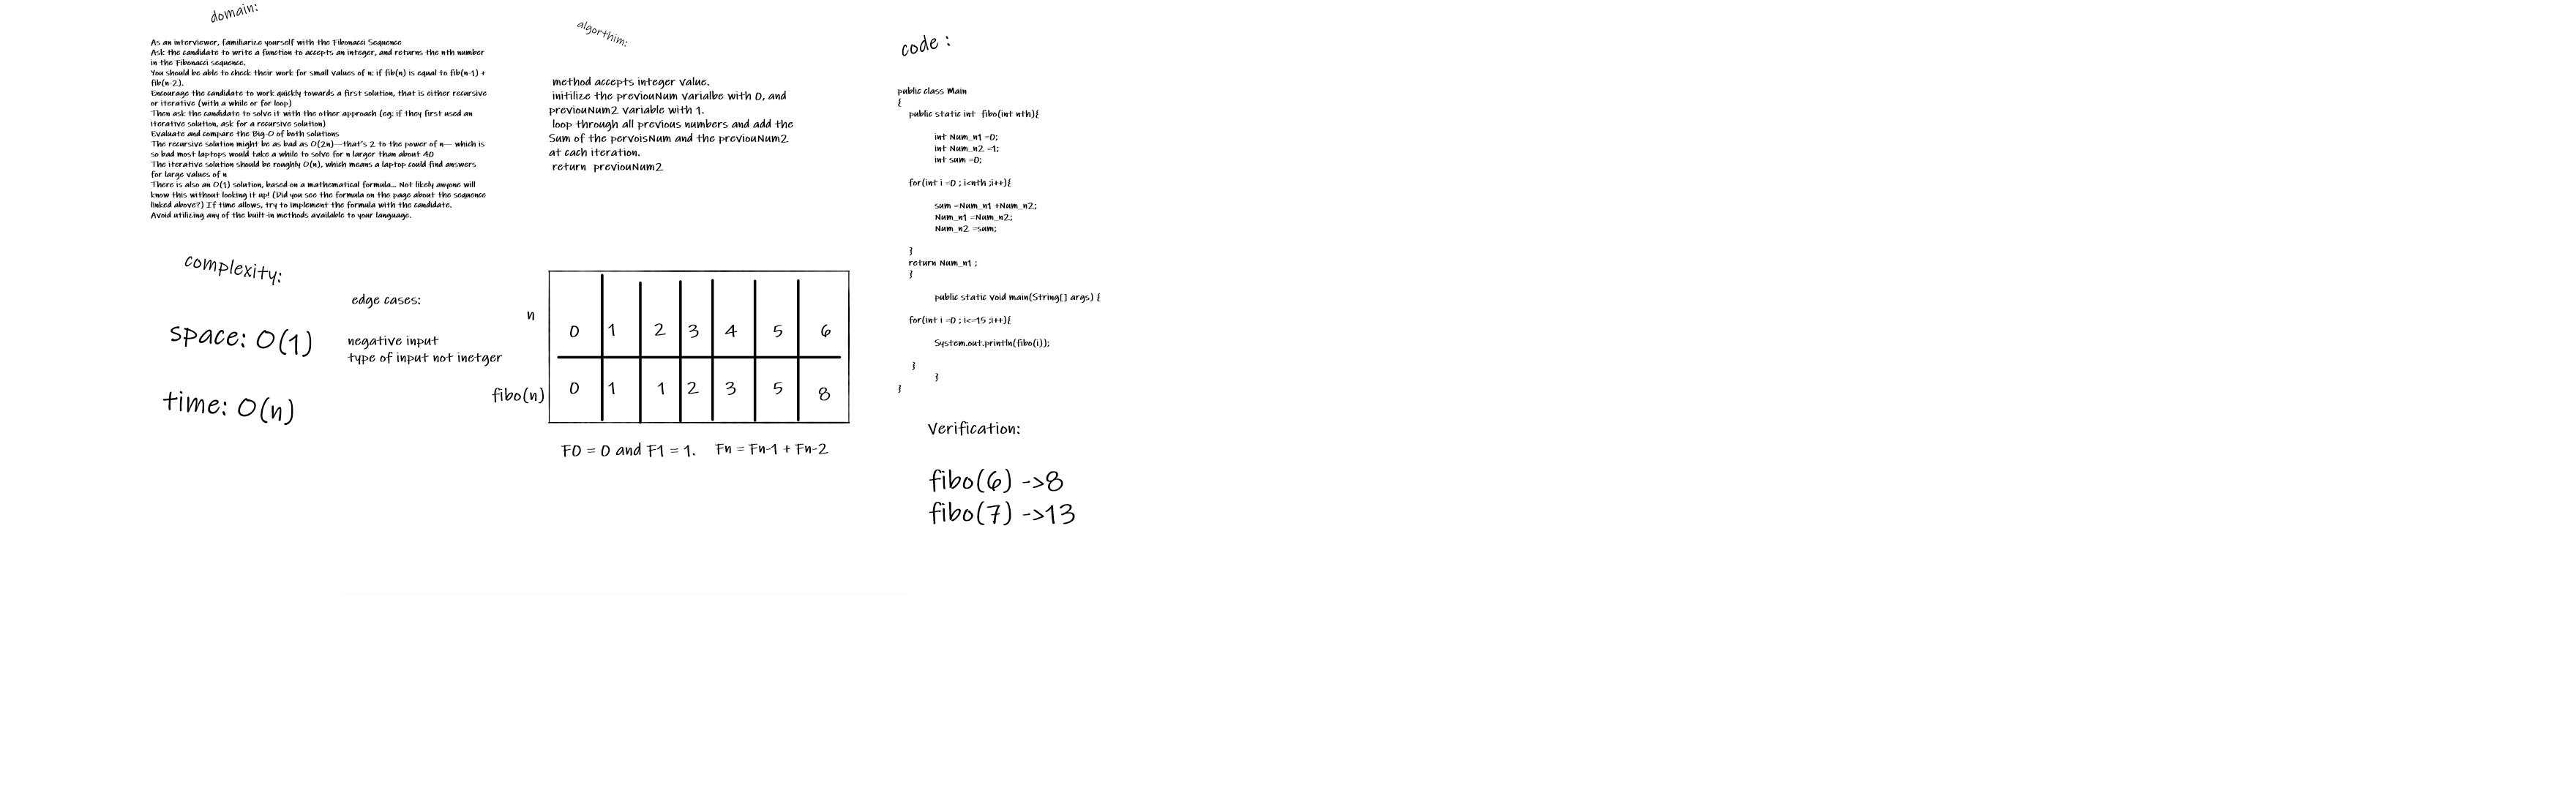 domain:
As an interviewer, familiarize yourself with the Fibonacci Sequence
Ask the candidate to write a function to accepts an integer, and returns the nth number
in the Fibonacci sequence.
You should be able to check their work for small values of n: if fib(n) is equal to fib(n-1) +
fib(n-2).
Encourage the candidate to work quickly towards a first solution, that is either recursive
or iterative (with a while or for loop)
Then ask the candidate to solve it with the other approach (eg: if they first used an
iterative solution, ask for a recursive solution)
Evaluate and compare the Big-O of both solutions
The recursive solution might be as bad as O(2n)—that's 2 to the power of n— which is
so bad most laptops would take a while to solve for n larger than about 40
The iterative solution should be roughly O(n), which means a laptop could find answers
for large values of n
There is also an O(1) solution, based on a mathematical formula... Not likely anyone will
know this without looking it up! (Did you see the formula on the page about the sequence
linked above?) If time allows, try to implement the formula with the candidate.
Avoid utilizing any of the built-in methods available to your language.
algorthim:
method accepts integer value.
initilize the previouNum varialbe with 0, and
previouNum2 variable with 1.
loop through all previous numbers and add the
Sum of the pervoisNum and the previouNum2
at each iteration.
return previouNum2
code :
public class Main
{
public static int fibo(int nth){
int Num_n1 =0;
int Num_n2 =1;
int sum =0;
for(int i =0 ; i<nth ;i++){
sum =Num_n1 +Num_n2;
Num_n1 =Num_n2;
Num_n2 =sum;
}
return Num_n1 ;
}
public static void main(String[] args) {
for(int i =0 ; i<=15 ;i++){
System.out.println(fibo(i));
}
}
}
complexity:
space: O(1)
time: O(n)
edge cases:
negative input
type of input not inetger
n 0 1 2 3 4 5 6
fibo(n) 0 1 1 2 3 5 8
F0 = 0 and F1 = 1. Fn = Fn-1 + Fn-2
Verification:
fibo(6) ->8
fibo(7) ->13